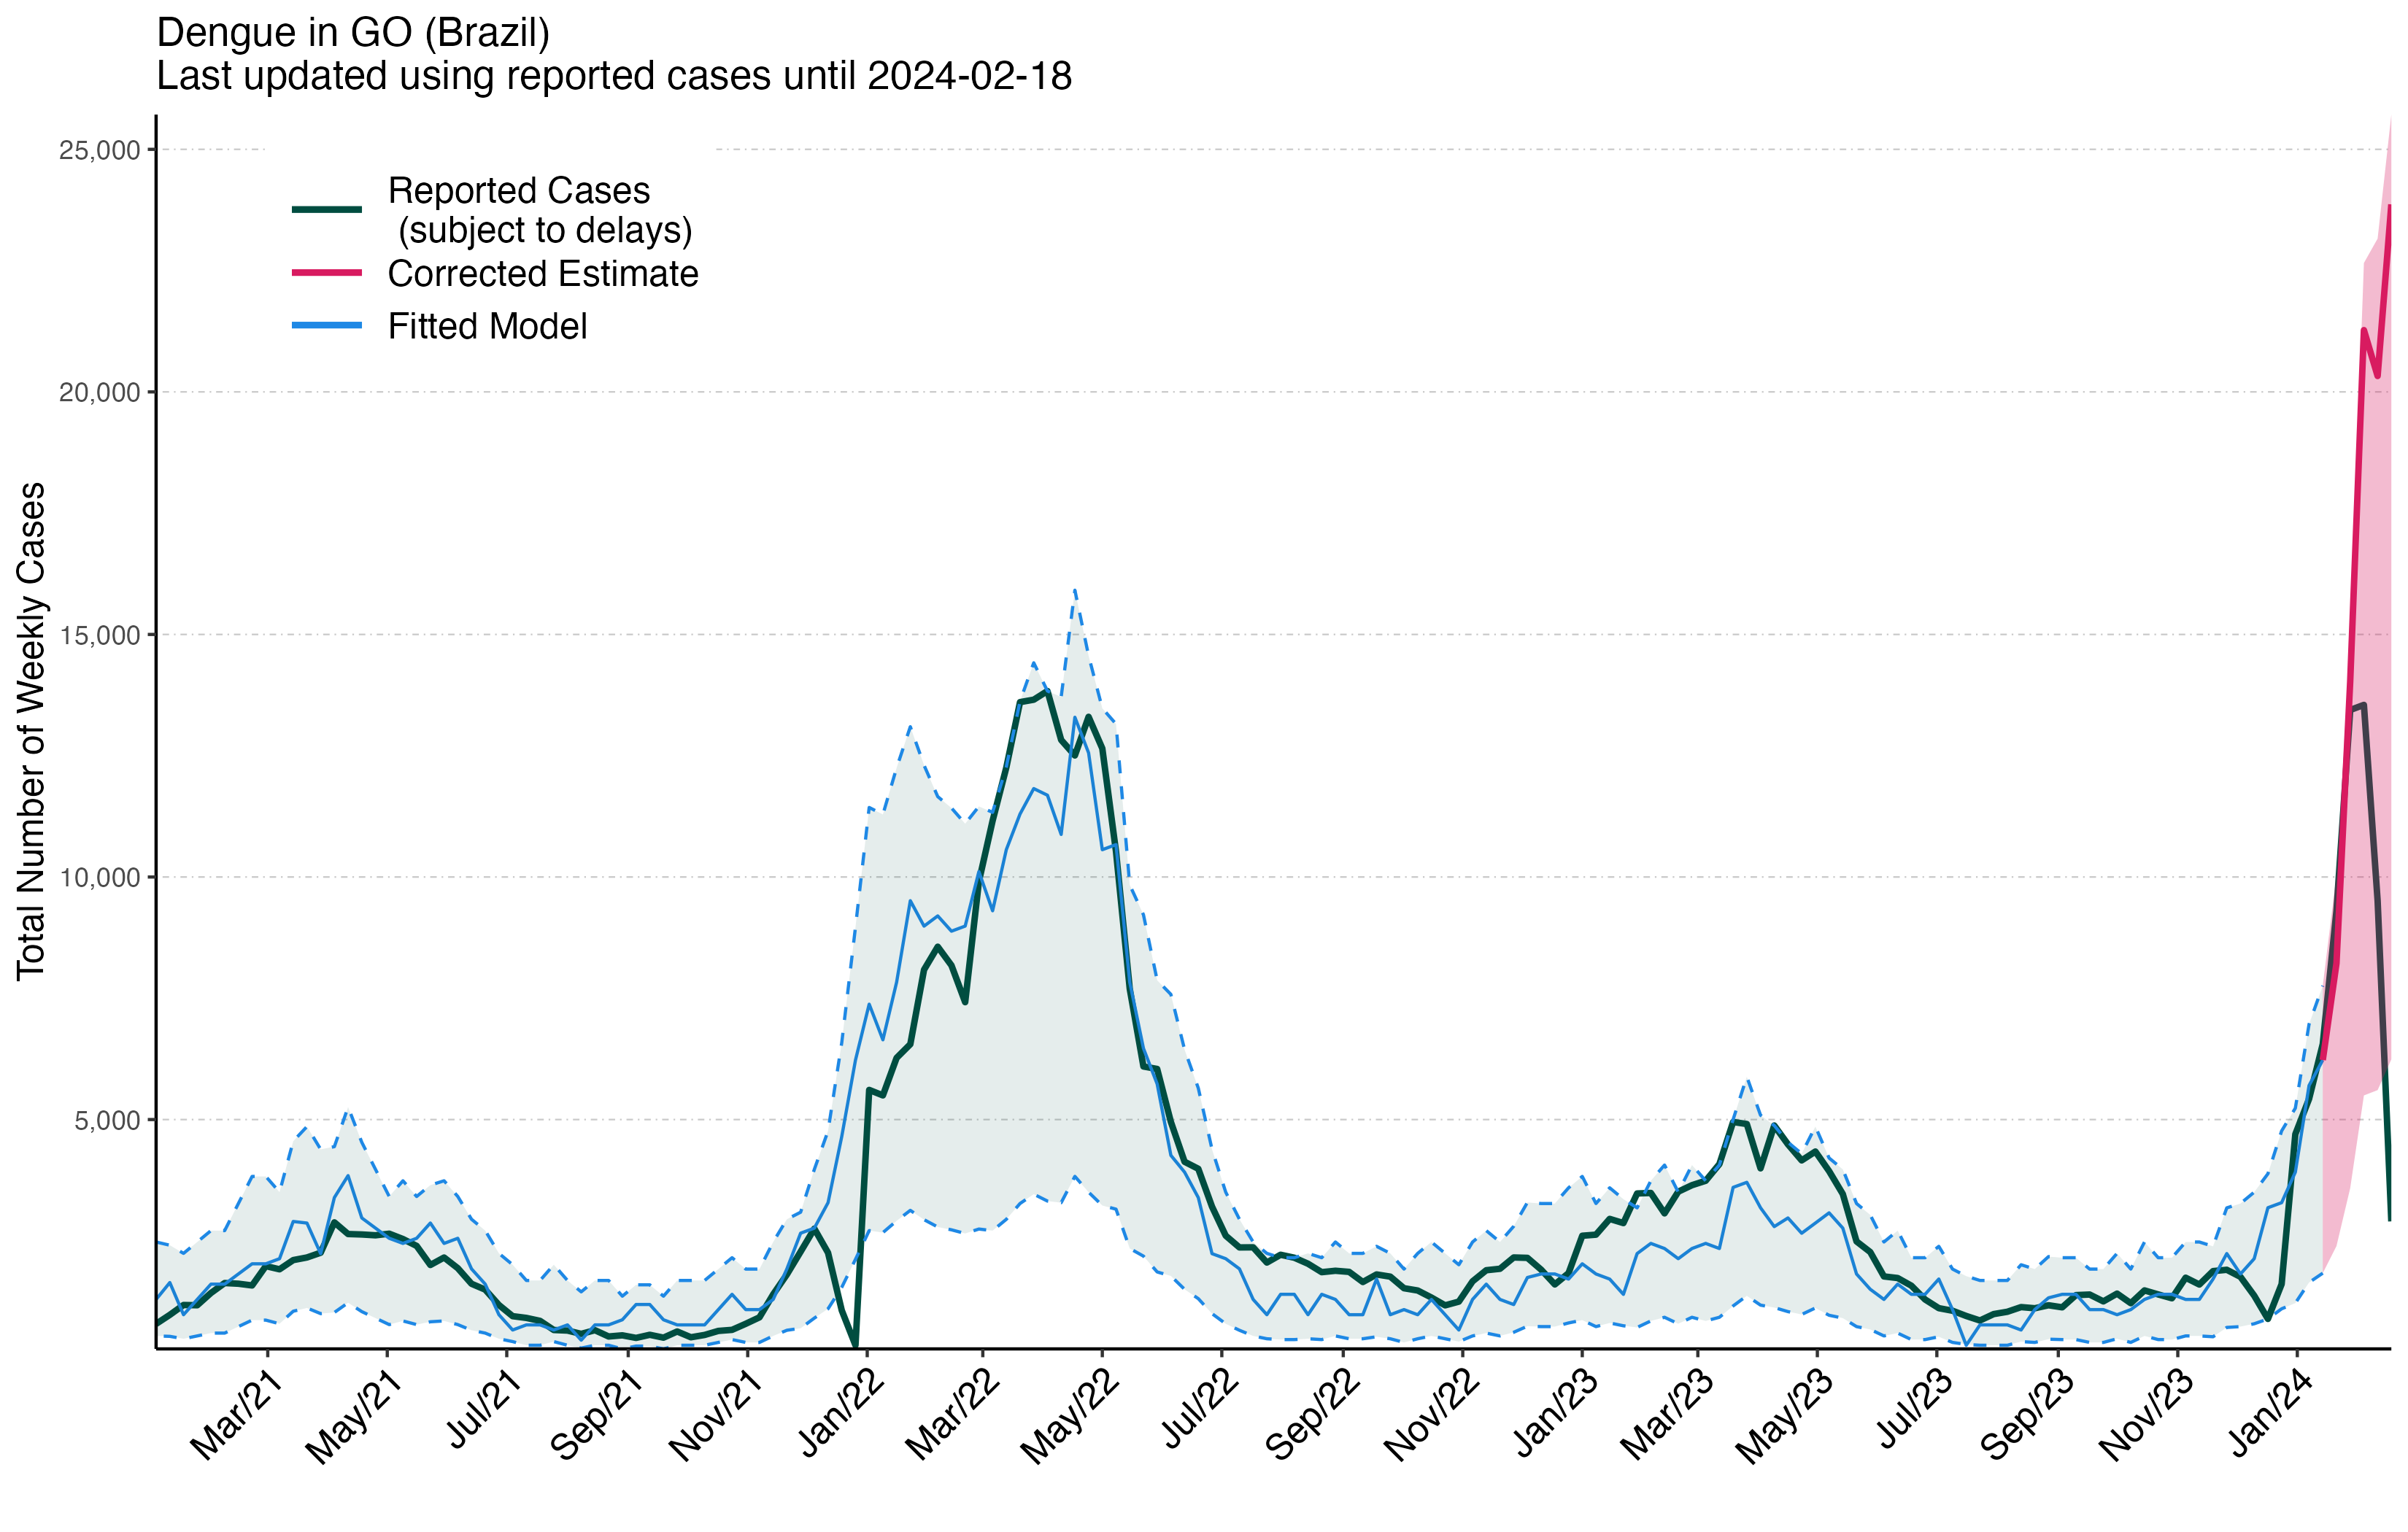 Dengue in GO (Brazil)
Last updated using reported cases until 2024-02-18
25,000
20,000
15,000
10,000
5,000
Total Number of Weekly Cases
Reported Cases
(subject to delays)
Corrected Estimate
Fitted Model
Mar/21
May/21
Jul/21
Sep/21
Nov/21
Jan/22
Mar/22
May/22
Jul/22
Sep/22
Nov/22
Jan/23
Mar/23
May/23
Jul/23
Sep/23
Nov/23
Jan/24